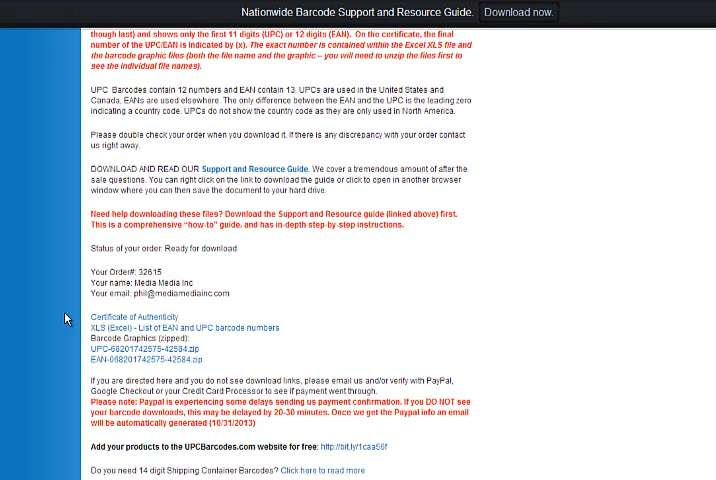 Nationwide Barcode Support and Resource Guide. Download now.
though last) and shows only the first 11 digits (UPC) or 12 digits (EAN). On the certificate, the final
number of the UPC/EAN is indicated by (x). The exact number is contained within the Excel XLS file and
the barcode graphic files (both the file name and the graphic – you will need to unzip the files first to
see the individual file names).
UPC Barcodes contain 12 numbers and EAN contain 13. UPCs are used in the United States and
Canada, EANs are used elsewhere. The only difference between the EAN and the UPC is the leading zero
indicating a country code. UPCs do not show the country code as they are only used in North America.
Please double check your order when you download it. If there is any discrepancy with your order contact
us right away.
DOWNLOAD AND READ OUR Support and Resource Guide. We cover a tremendous amount of after the
sale questions. You can right click on the link to download the guide or click to open in another browser
window where you can then save the document to your hard drive.
Need help downloading these files? Download the Support and Resource guide (linked above) first.
This is a comprehensive “how-to” guide, and has in-depth step-by-step instructions.
Status of your order: Ready for download
Your Order#: 32615
Your name: Media Media Inc
Your email: phil@mediamediainc.com
Certificate of Authenticity
XLS (Excel) - List of EAN and UPC barcode numbers
Barcode Graphics (zipped):
UPC-68201742575-42584.zip
EAN-068201742575-42584.zip
If you are directed here and you do not see download links, please email us and/or verify with PayPal,
Google Checkout or your Credit Card Processor to see if payment went through.
Please note: Paypal is experiencing some delays sending us payment confirmation. If you DO NOT see
your barcode downloads, this may be delayed by 20-30 minutes. Once we get the Paypal info an email
will be automatically generated (10/31/2013)
Add your products to the UPCBarcodes.com website for free: http://bit.ly/1caa56f
Do you need 14 digit Shipping Container Barcodes? Click here to read more